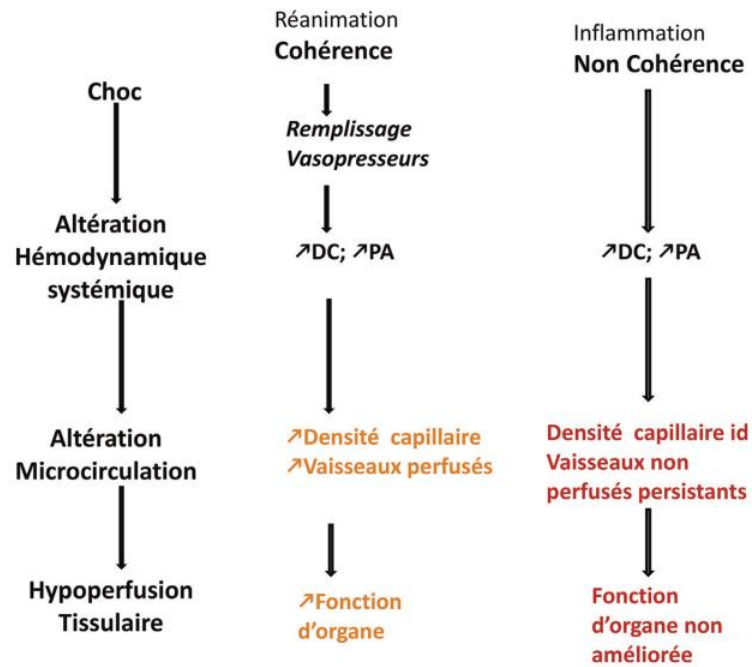 Choc
Altération
Hémodynamique
systémique
Altération
Microcirculation
Hypoperfusion
Tissulaire
Réanimation
Cohérence
Remplissage
Vasopresseurs
↗DC; ↗PA
↗Densité capillaire
↗Vaisseaux perfusés
↗Fonction
d’organe
Inflammation
Non Cohérence
↗DC; ↗PA
Densité capillaire id
Vaisseaux non
perfusés persistants
Fonction
d’organe non
améliorée